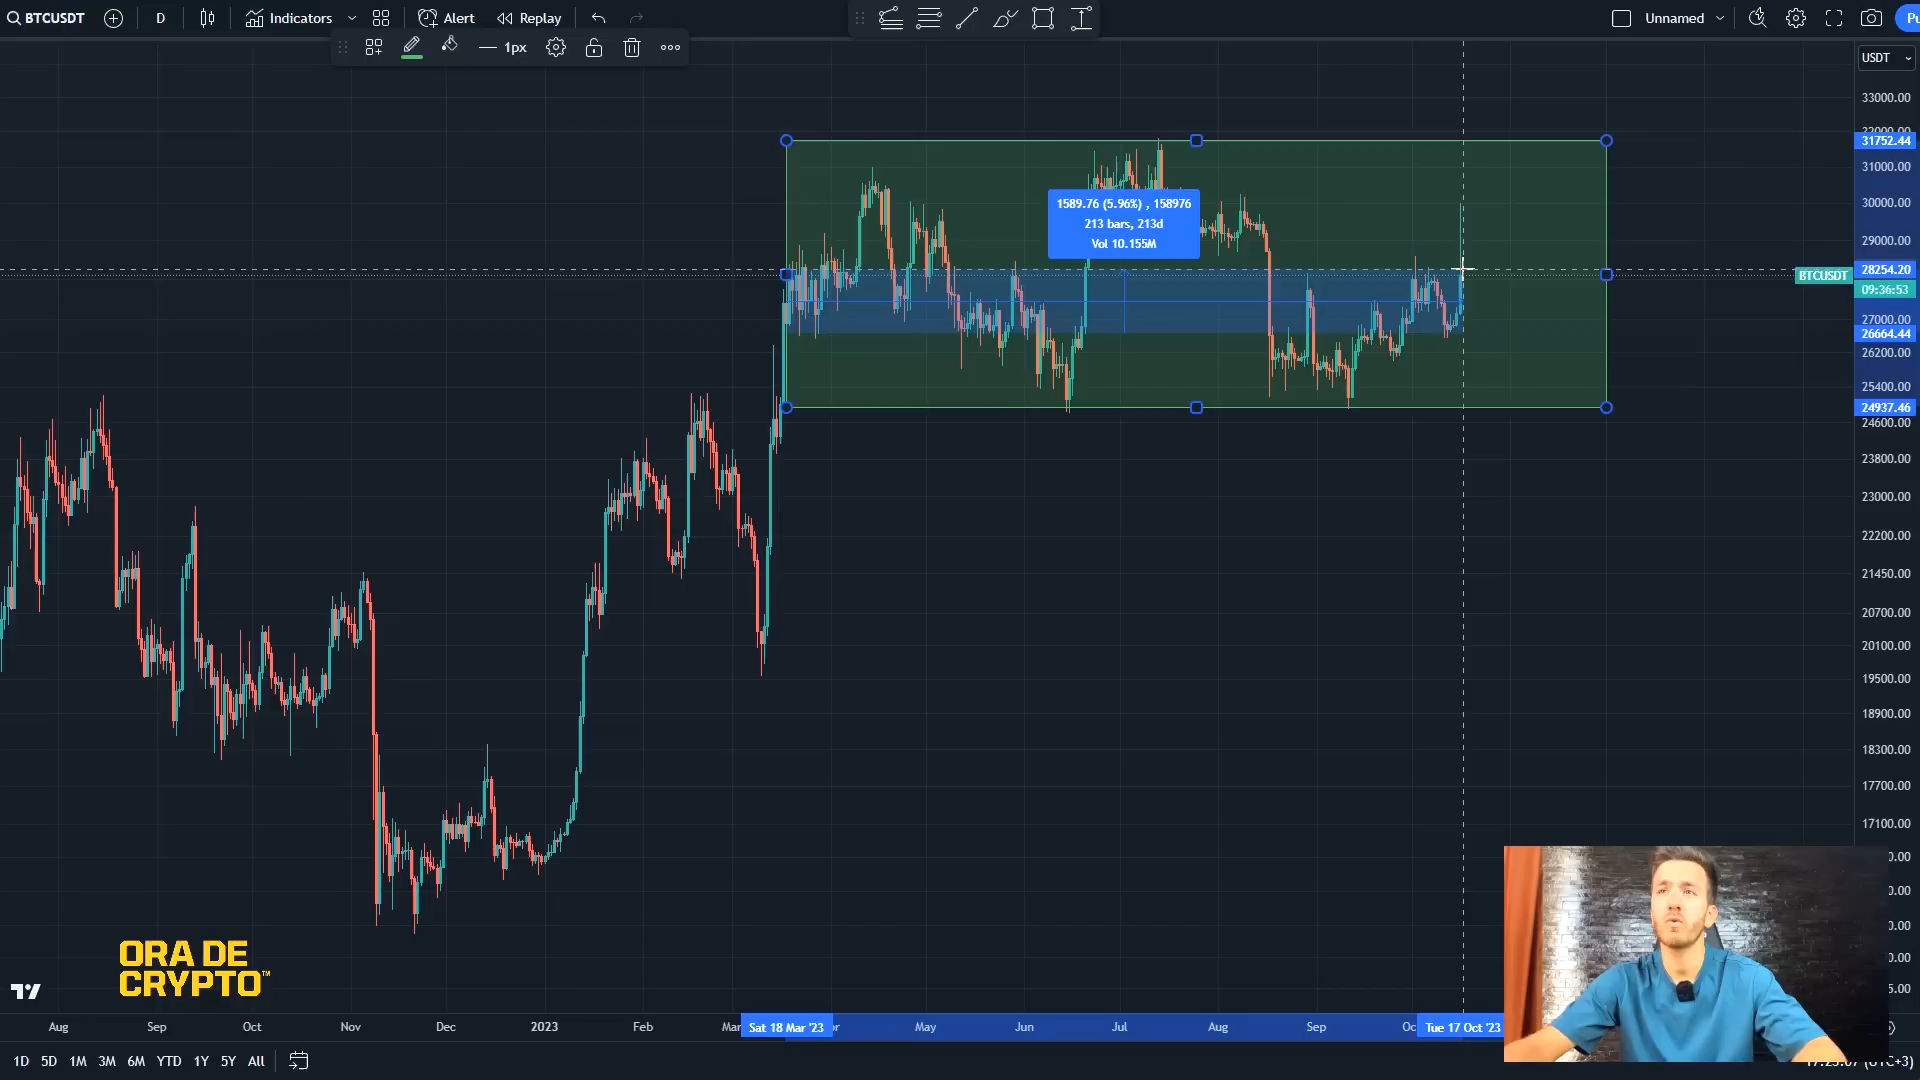 BTCUSDT D Indicators Alert Replay Unnamed
1px
USDT
33000.00
31752.44
31000.00
30000.00
29000.00
BTCUSDT 28254.20
09:36:53
27000.00
26664.44
26200.00
25400.00
24937.46
24600.00
23800.00
23000.00
22200.00
21450.00
20700.00
20100.00
19500.00
18900.00
18300.00
17700.00
17100.00
1589.76 (5.96%) , 158976
213 bars, 213d
Vol 10.155M
ORA DE
CRYPTO™
Aug Sep Oct Nov Dec 2023 Feb Sat 18 Mar '23 May Jun Jul Aug Sep Tue 17 Oct '23
1D 5D 1M 3M 6M YTD 1Y 5Y All